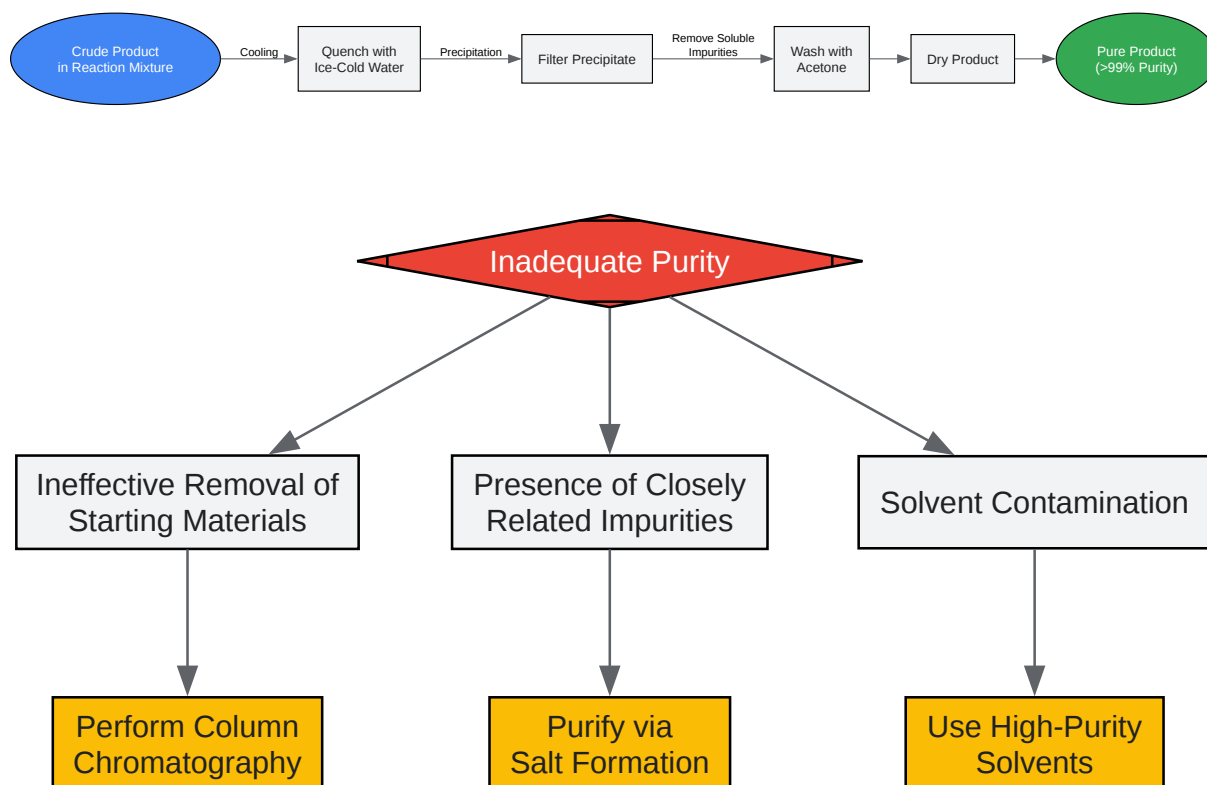 Crude Product
in Reaction Mixture
Cooling
Quench with
Ice-Cold Water
Precipitation
Filter Precipitate
Remove Soluble
Impurities
Wash with
Acetone
Dry Product
Pure Product
(>99% Purity)
Inadequate Purity
Ineffective Removal of
Starting Materials
Presence of Closely
Related Impurities
Solvent Contamination
Perform Column
Chromatography
Purify via
Salt Formation
Use High-Purity
Solvents